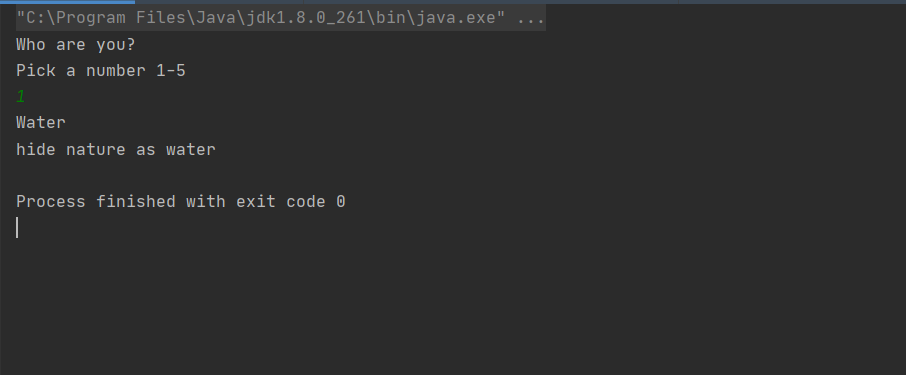 "C:\Program Files\Java\jdk1.8.0_261\bin\java.exe" ...
Who are you?
Pick a number 1-5
1
Water
hide nature as water
Process finished with exit code 0